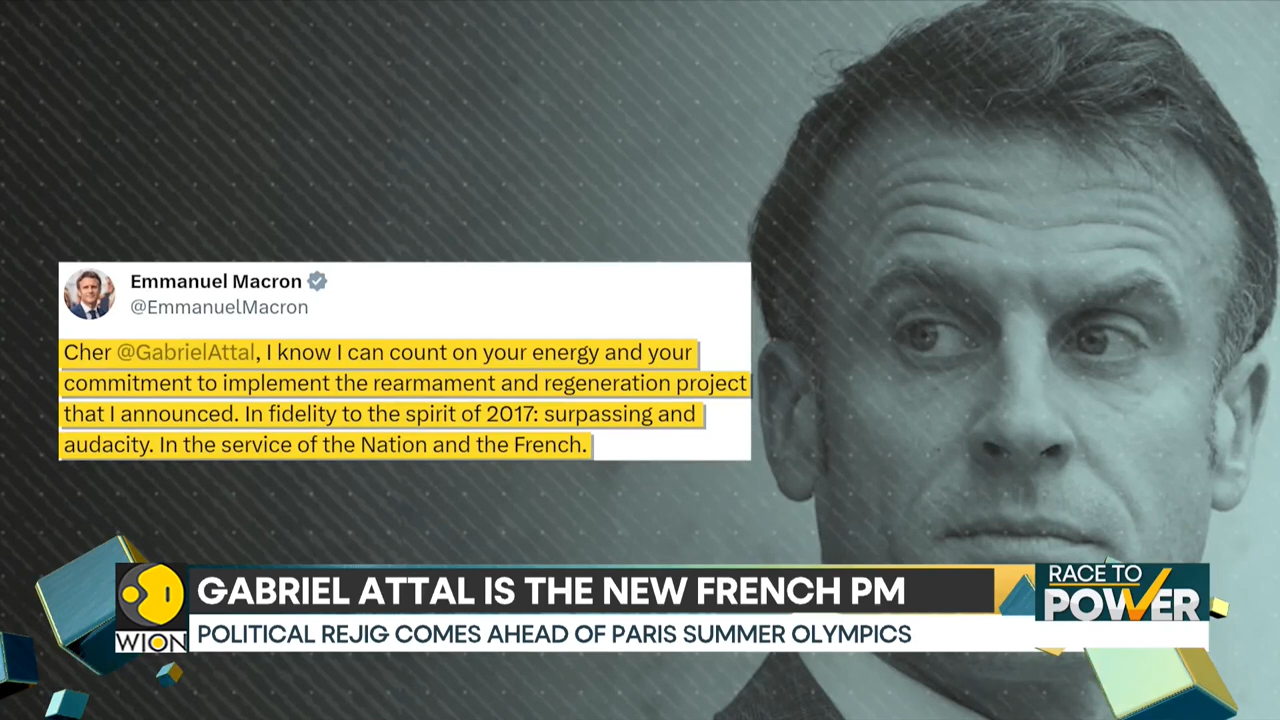 Emmanuel Macron
@EmmanuelMacron
Cher @GabrielAttal, I know I can count on your energy and your
commitment to implement the rearmament and regeneration project
that I announced. In fidelity to the spirit of 2017: surpassing and
audacity. In the service of the Nation and the French.
GABRIEL ATTAL IS THE NEW FRENCH PM
POLITICAL REJIG COMES AHEAD OF PARIS SUMMER OLYMPICS
WION
RACE TO
POWER